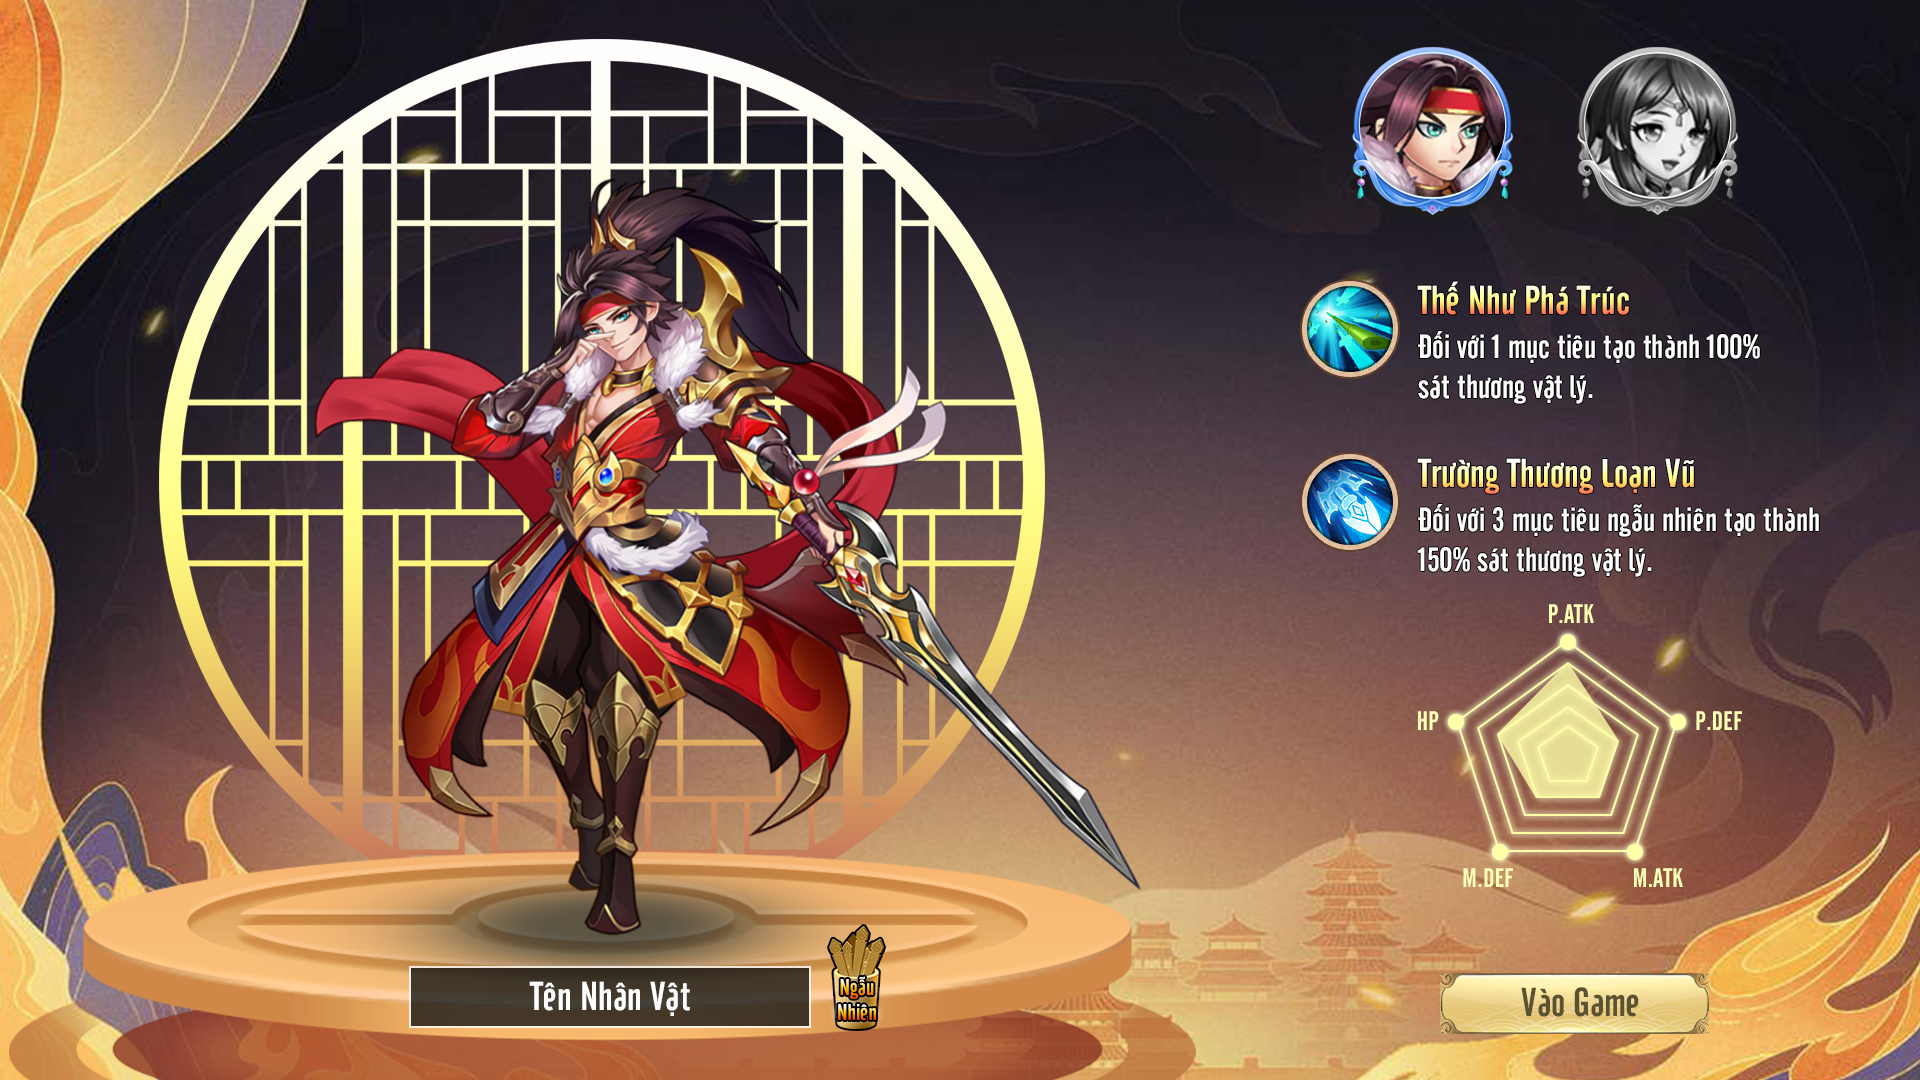 Thế Như Phá Trúc
Đối với 1 mục tiêu tạo thành 100%
sát thương vật lý.
Trường Thương Loạn Vũ
Đối với 3 mục tiêu ngẫu nhiên tạo thành
150% sát thương vật lý.
P.ATK
HP
P.DEF
M.DEF
M.ATK
Tên Nhân Vật
Ngẫu
Nhiên
Vào Game